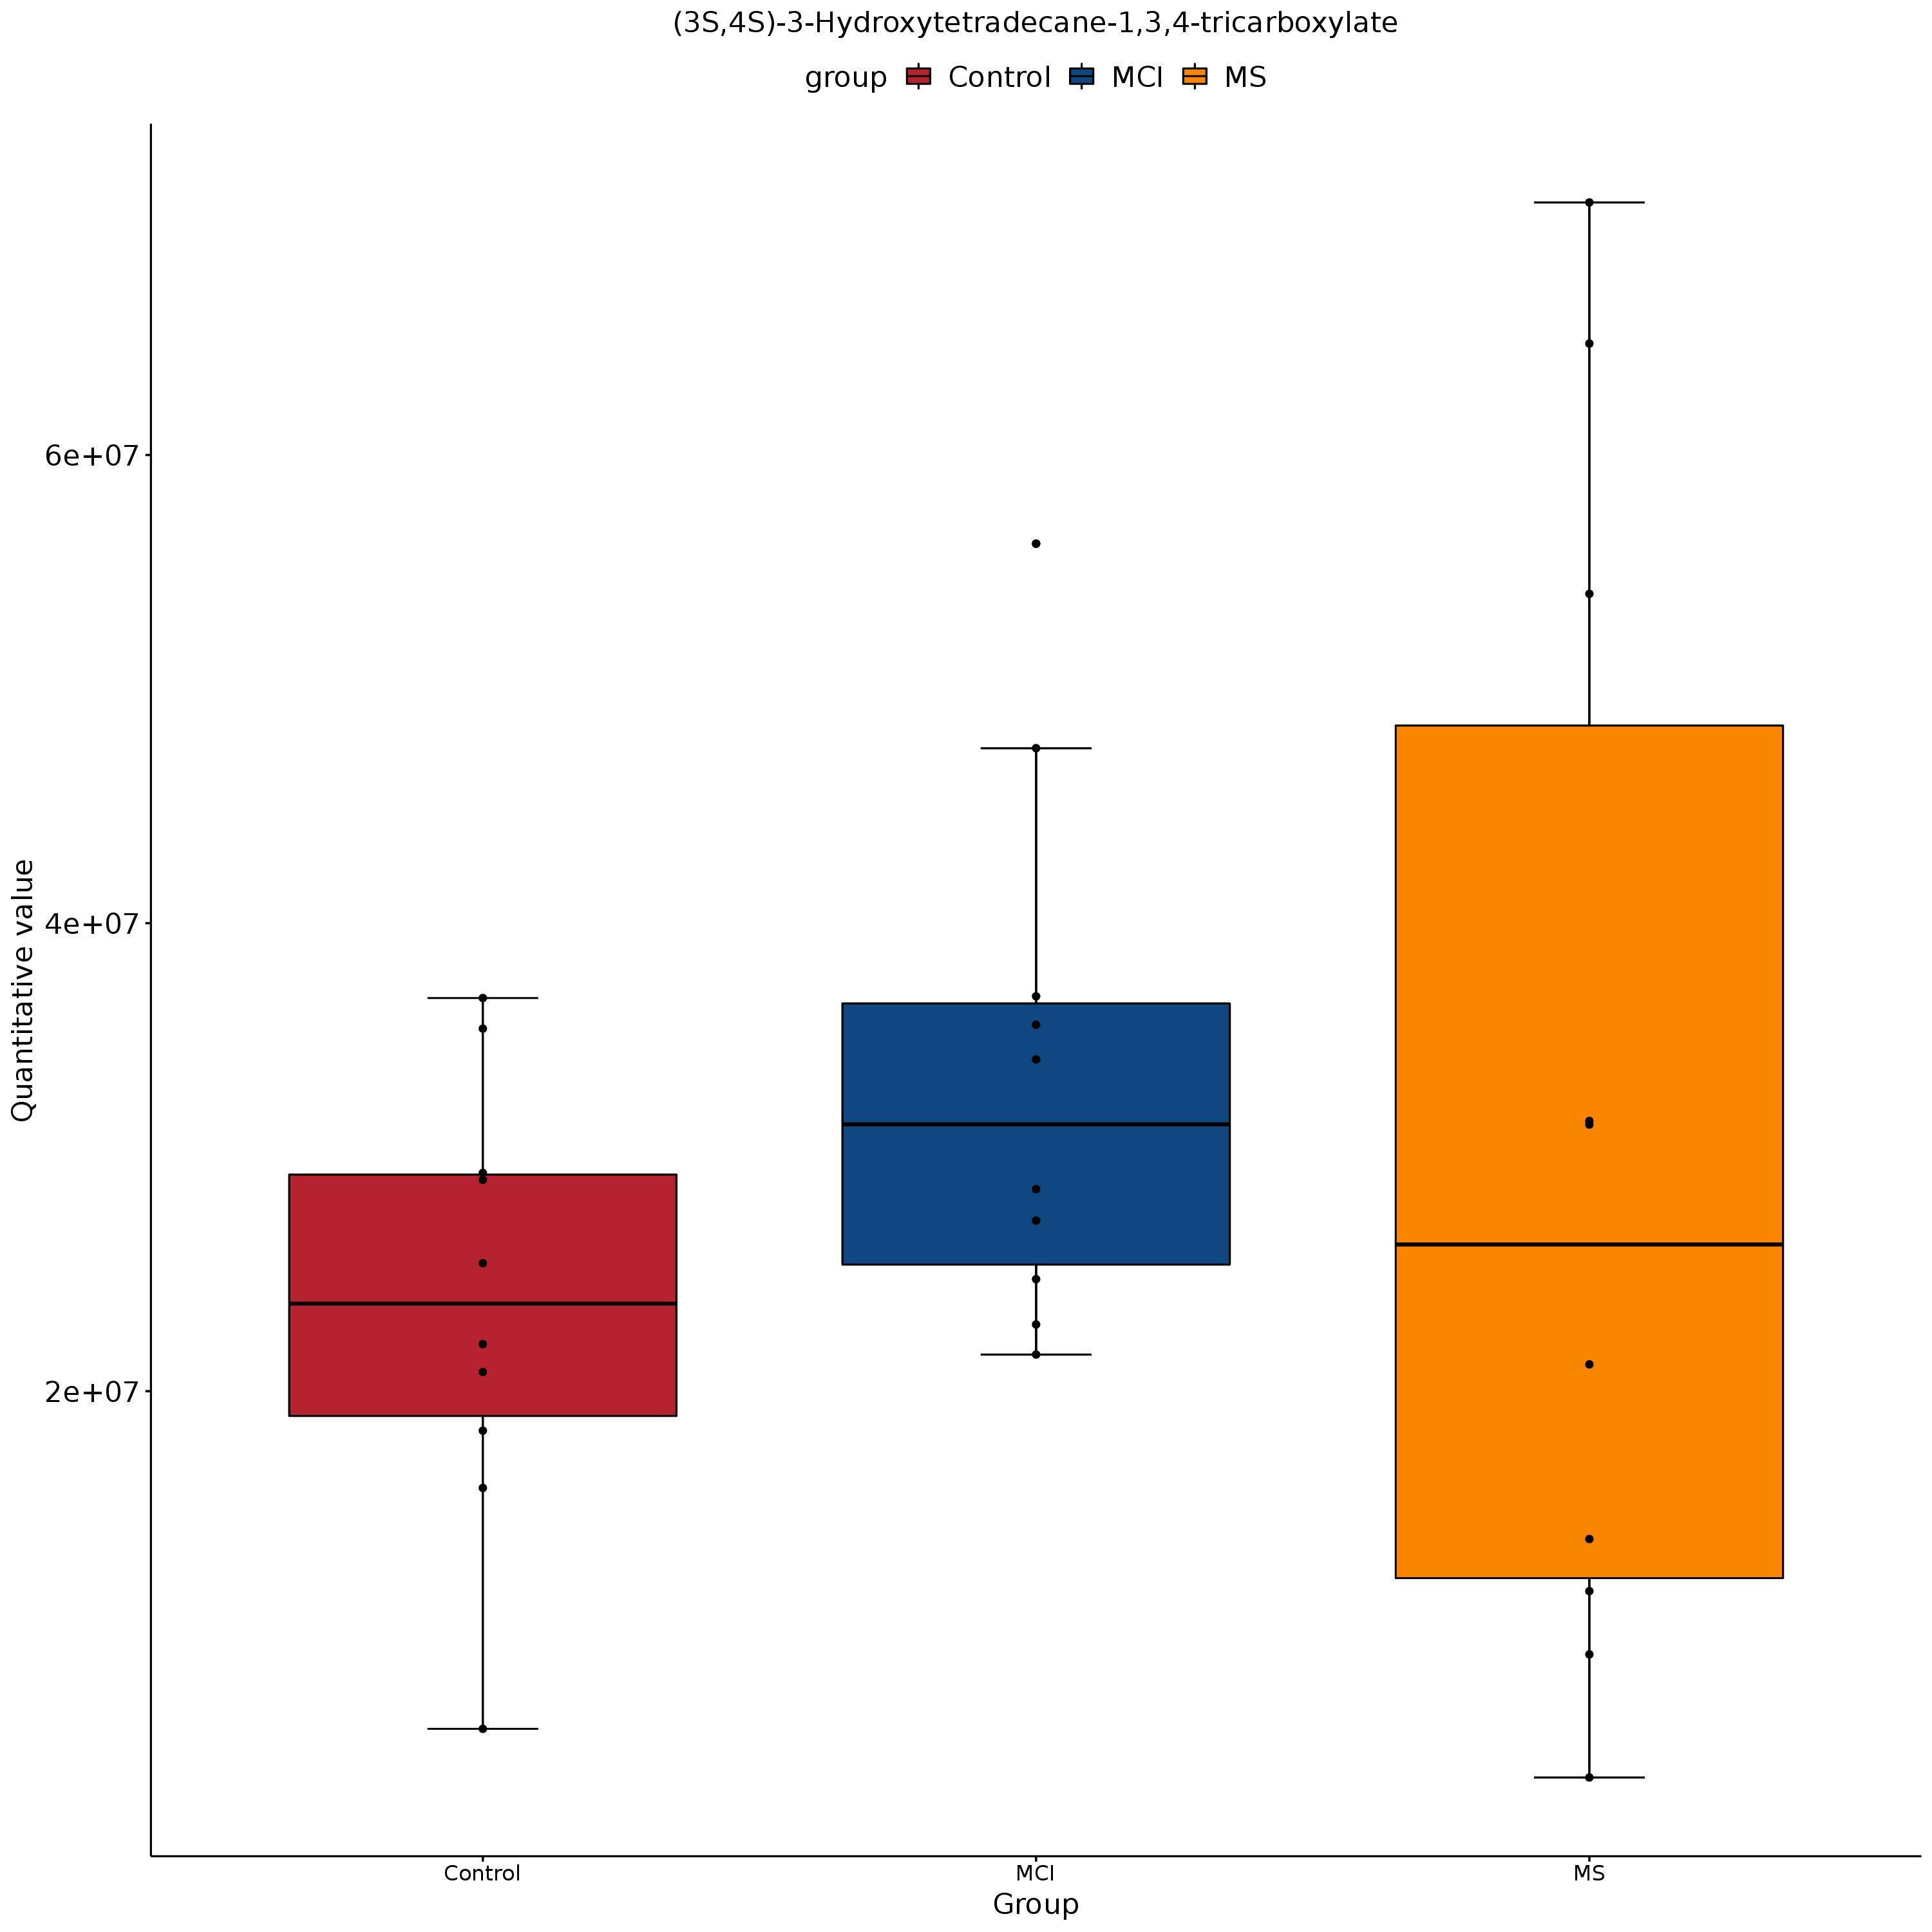 (3S,4S)-3-Hydroxytetradecane-1,3,4-tricarboxylate
group Control MCI MS
6e+07
4e+07
2e+07
Quantitative value
Control MCI MS
Group